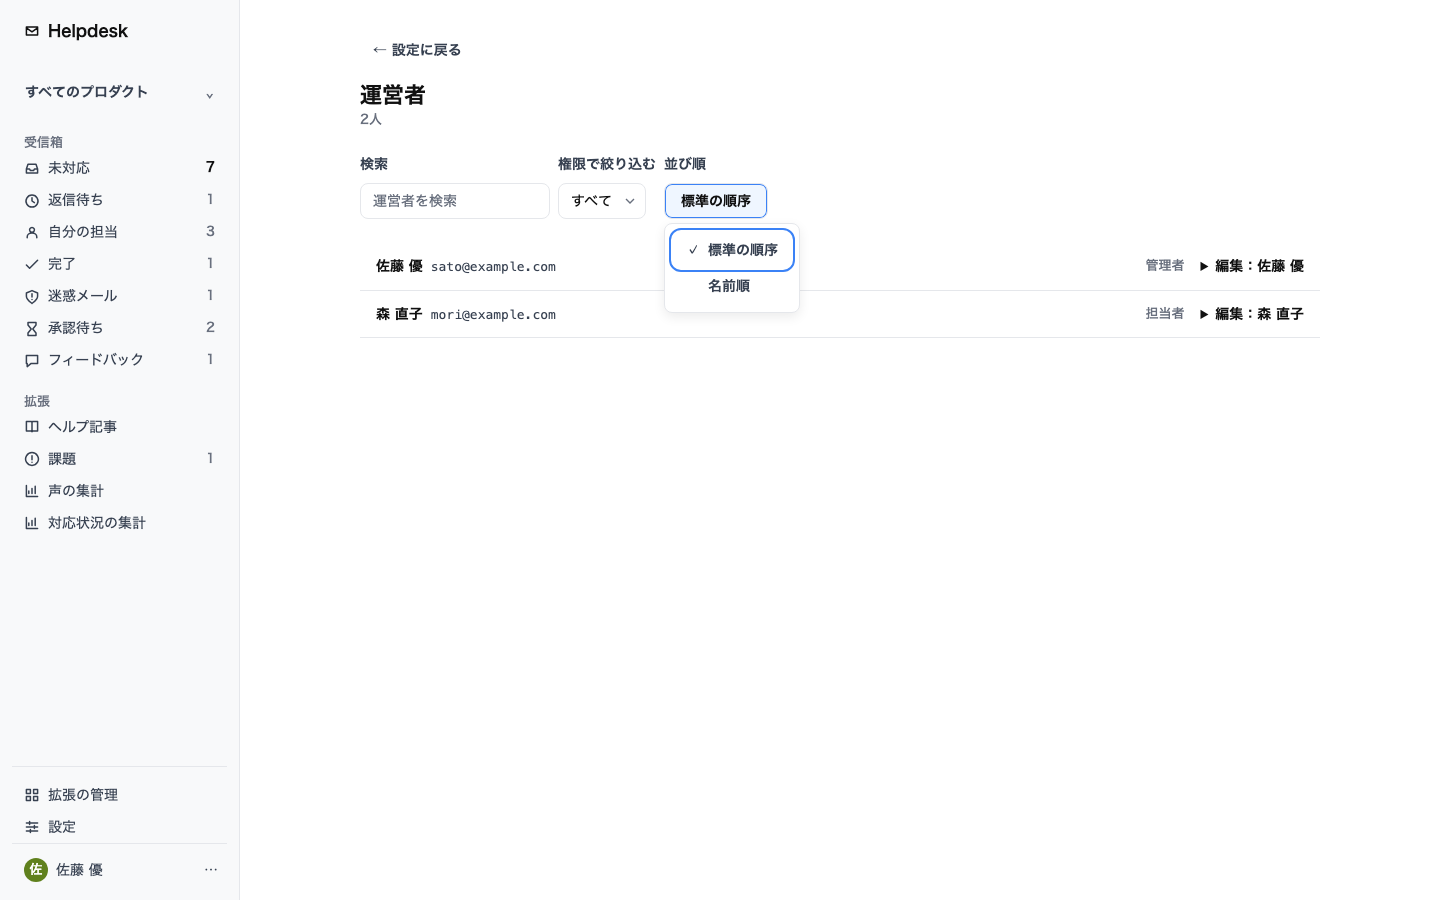 Helpdesk
すべてのプロダクト
受信箱
未対応 7
返信待ち 1
自分の担当 3
完了 1
迷惑メール 1
承認待ち 2
フィードバック 1
拡張
ヘルプ記事
課題 1
声の集計
対応状況の集計
拡張の管理
設定
佐 佐藤 優 …
← 設定に戻る
運営者
2人
検索 権限で絞り込む 並び順
運営者を検索 すべて 標準の順序
✓ 標準の順序
名前順
佐藤 優 sato@example.com 管理者 ▶ 編集：佐藤 優
森 直子 mori@example.com 担当者 ▶ 編集：森 直子